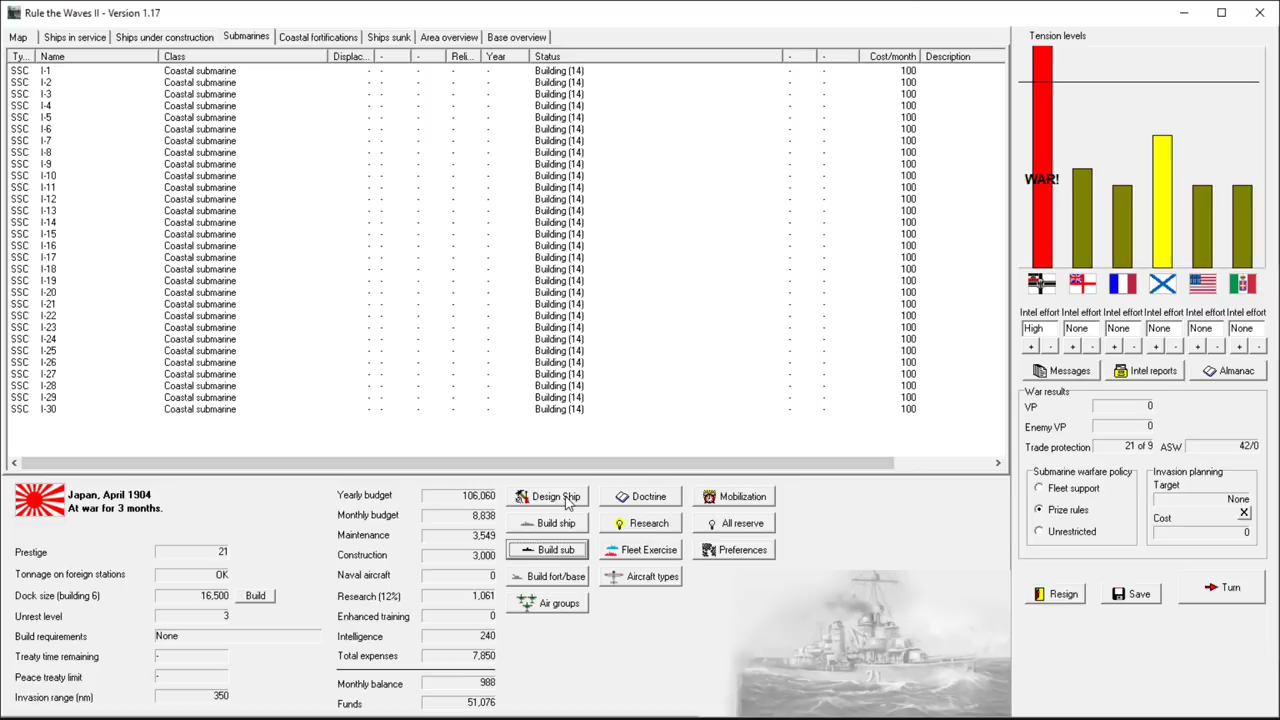 Rule the Waves II - Version 1.17
Map Ships in service Ships under construction Submarines Coastal fortifications Ships sunk Area overview Base overview
Ty... Name Class Displac... - - Reli... Year Status - - Cost/month Description
SSC I-1 Coastal submarine - - - - - Building (14) - - 100
SSC I-2 Coastal submarine - - - - - Building (14) - - 100
SSC I-3 Coastal submarine - - - - - Building (14) - - 100
SSC I-4 Coastal submarine - - - - - Building (14) - - 100
SSC I-5 Coastal submarine - - - - - Building (14) - - 100
SSC I-6 Coastal submarine - - - - - Building (14) - - 100
SSC I-7 Coastal submarine - - - - - Building (14) - - 100
SSC I-8 Coastal submarine - - - - - Building (14) - - 100
SSC I-9 Coastal submarine - - - - - Building (14) - - 100
SSC I-10 Coastal submarine - - - - - Building (14) - - 100
SSC I-11 Coastal submarine - - - - - Building (14) - - 100
SSC I-12 Coastal submarine - - - - - Building (14) - - 100
SSC I-13 Coastal submarine - - - - - Building (14) - - 100
SSC I-14 Coastal submarine - - - - - Building (14) - - 100
SSC I-15 Coastal submarine - - - - - Building (14) - - 100
SSC I-16 Coastal submarine - - - - - Building (14) - - 100
SSC I-17 Coastal submarine - - - - - Building (14) - - 100
SSC I-18 Coastal submarine - - - - - Building (14) - - 100
SSC I-19 Coastal submarine - - - - - Building (14) - - 100
SSC I-20 Coastal submarine - - - - - Building (14) - - 100
SSC I-21 Coastal submarine - - - - - Building (14) - - 100
SSC I-22 Coastal submarine - - - - - Building (14) - - 100
SSC I-23 Coastal submarine - - - - - Building (14) - - 100
SSC I-24 Coastal submarine - - - - - Building (14) - - 100
SSC I-25 Coastal submarine - - - - - Building (14) - - 100
SSC I-26 Coastal submarine - - - - - Building (14) - - 100
SSC I-27 Coastal submarine - - - - - Building (14) - - 100
SSC I-28 Coastal submarine - - - - - Building (14) - - 100
SSC I-29 Coastal submarine - - - - - Building (14) - - 100
SSC I-30 Coastal submarine - - - - - Building (14) - - 100
Japan, April 1904
At war for 3 months.
Prestige 21
Tonnage on foreign stations OK
Dock size (building 6) 16,500 Build
Unrest level 3
Build requirements None
Treaty time remaining -
Peace treaty limit -
Invasion range (nm) 350
Yearly budget 106,060
Monthly budget 8,838
Maintenance 3,549
Construction 3,000
Naval aircraft 0
Research (12%) 1,061
Enhanced training 0
Intelligence 240
Total expenses 7,850
Monthly balance 988
Funds 51,076
Design Ship Doctrine Mobilization
Build ship Research All reserve
Build sub Fleet Exercise Preferences
Build fort/base Aircraft types
Air groups
Tension levels
WAR!
Intel effort Intel effort Intel effort Intel effort Intel effort Intel effort
High None None None None None
+ - + - + - + - + - + -
Messages Intel reports Almanac
War results
VP 0
Enemy VP 0
Trade protection 21 of 9 ASW 42/0
Submarine warfare policy
Fleet support
Prize rules
Unrestricted
Invasion planning
Target
None
Cost X
0
Resign Save Turn